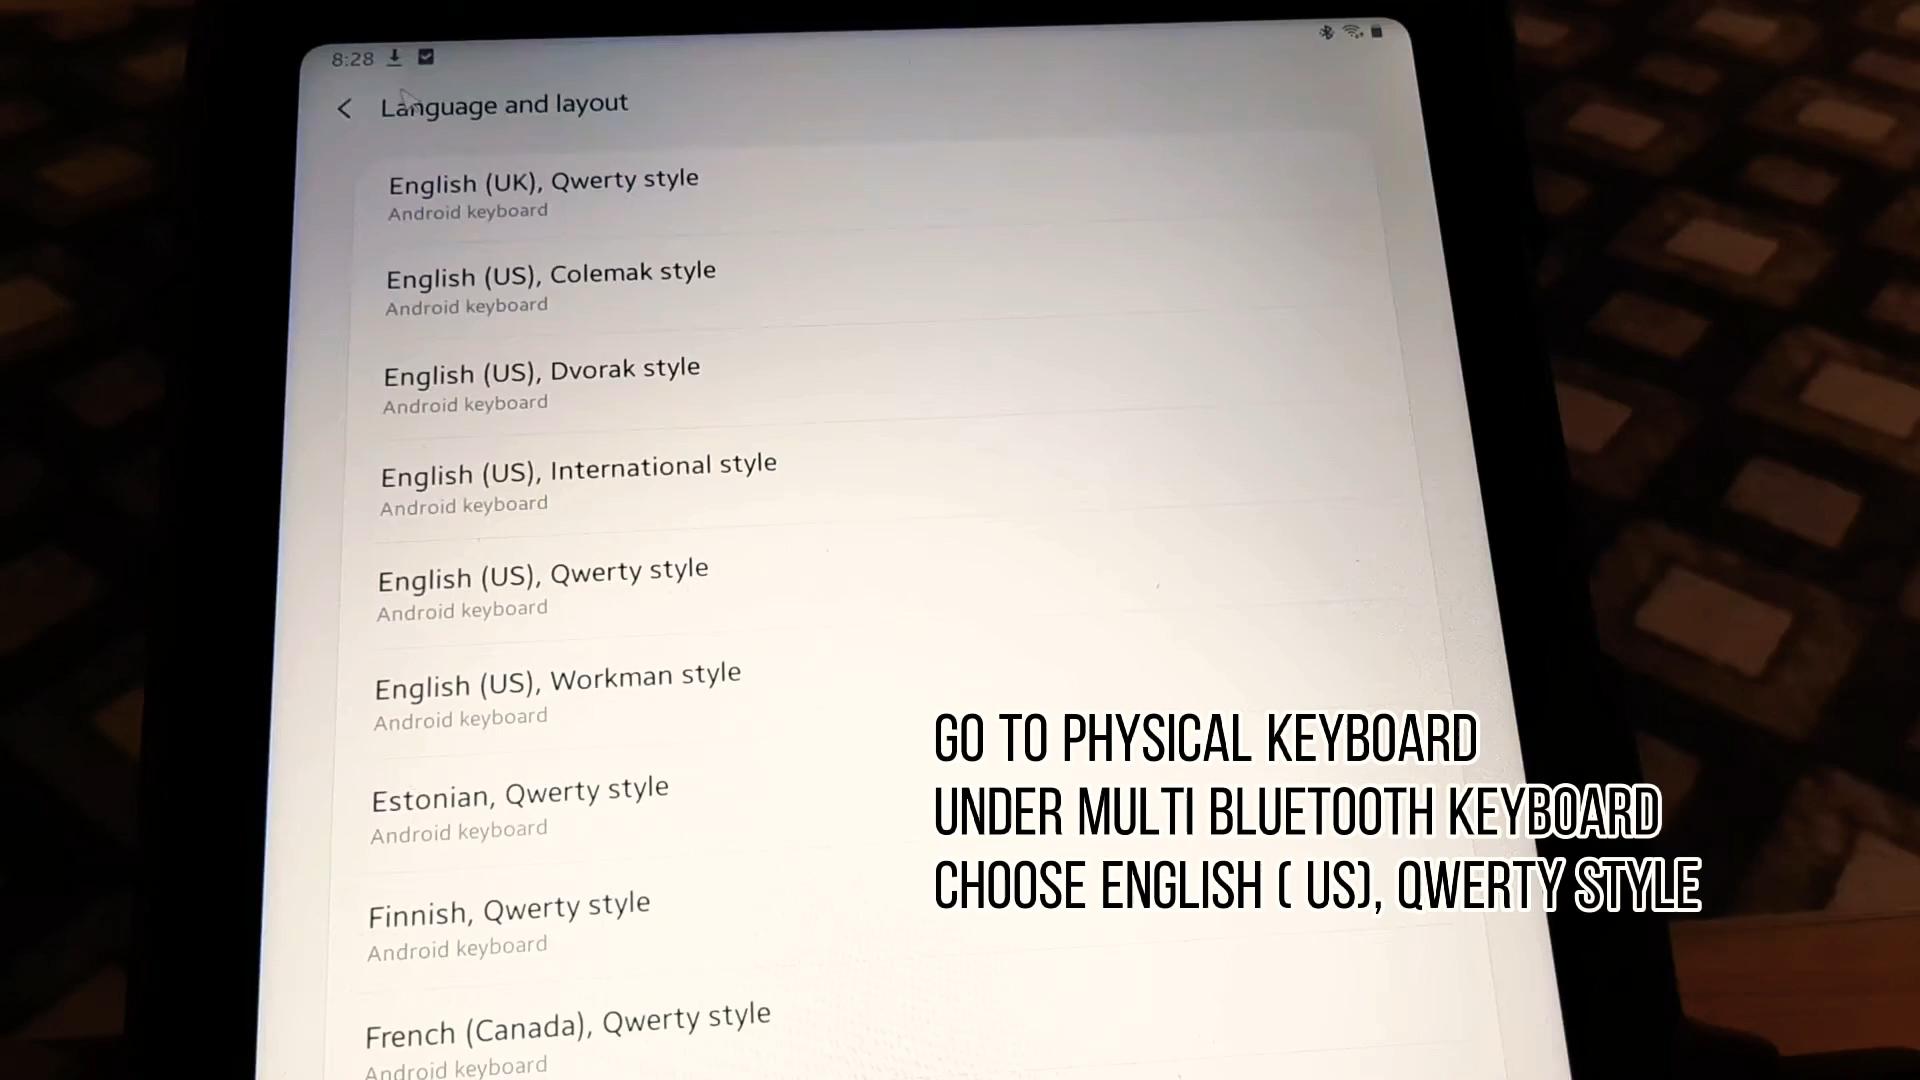 8:28
Language and layout
English (UK), Qwerty style
Android keyboard
English (US), Colemak style
Android keyboard
English (US), Dvorak style
Android keyboard
English (US), International style
Android keyboard
English (US), Qwerty style
Android keyboard
English (US), Workman style
Android keyboard
Estonian, Qwerty style
Android keyboard
Finnish, Qwerty style
Android keyboard
French (Canada), Qwerty style
Android keyboard
GO TO PHYSICAL KEYBOARD
UNDER MULTI BLUETOOTH KEYBOARD
CHOOSE ENGLISH ( US), QWERTY STYLE